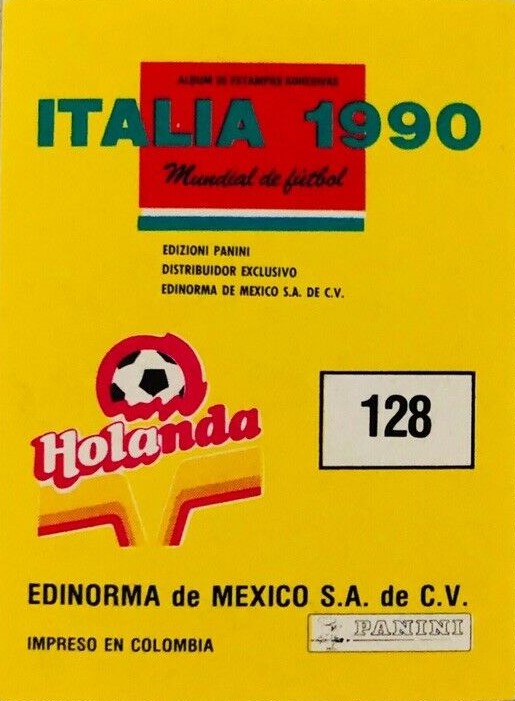 ALBUM DE ESTAMPAS ADHESIVAS
ITALIA 1990
Mundial de fútbol
EDIZIONI PANINI
DISTRIBUIDOR EXCLUSIVO
EDINORMA DE MEXICO S.A. DE C.V.
Holanda
128
EDINORMA de MEXICO S.A. de C.V.
IMPRESO EN COLOMBIA
PANINI